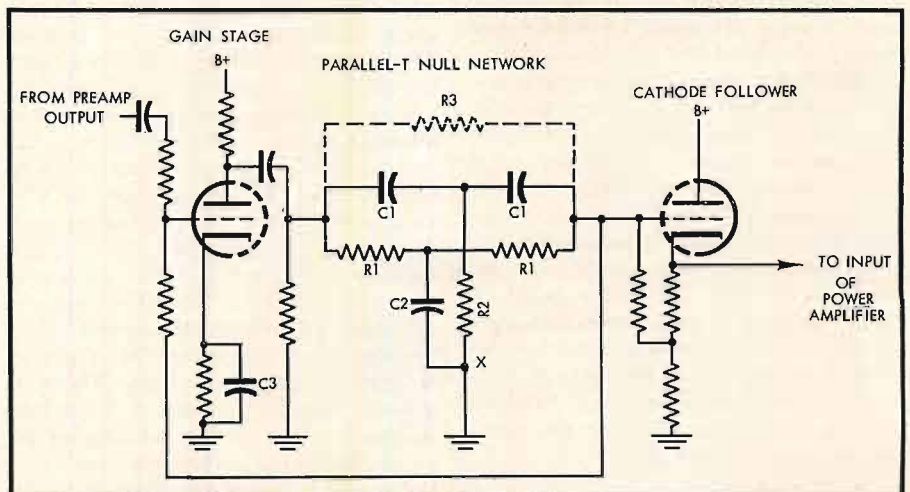 GAIN STAGE
B+
PARALLEL-T NULL NETWORK
FROM PREAMP
OUTPUT
R3
CATHODE FOLLOWER
B+
C1
C1
R1
R1
C2
R2
X
C3
TO INPUT
OF
POWER
AMPLIFIER